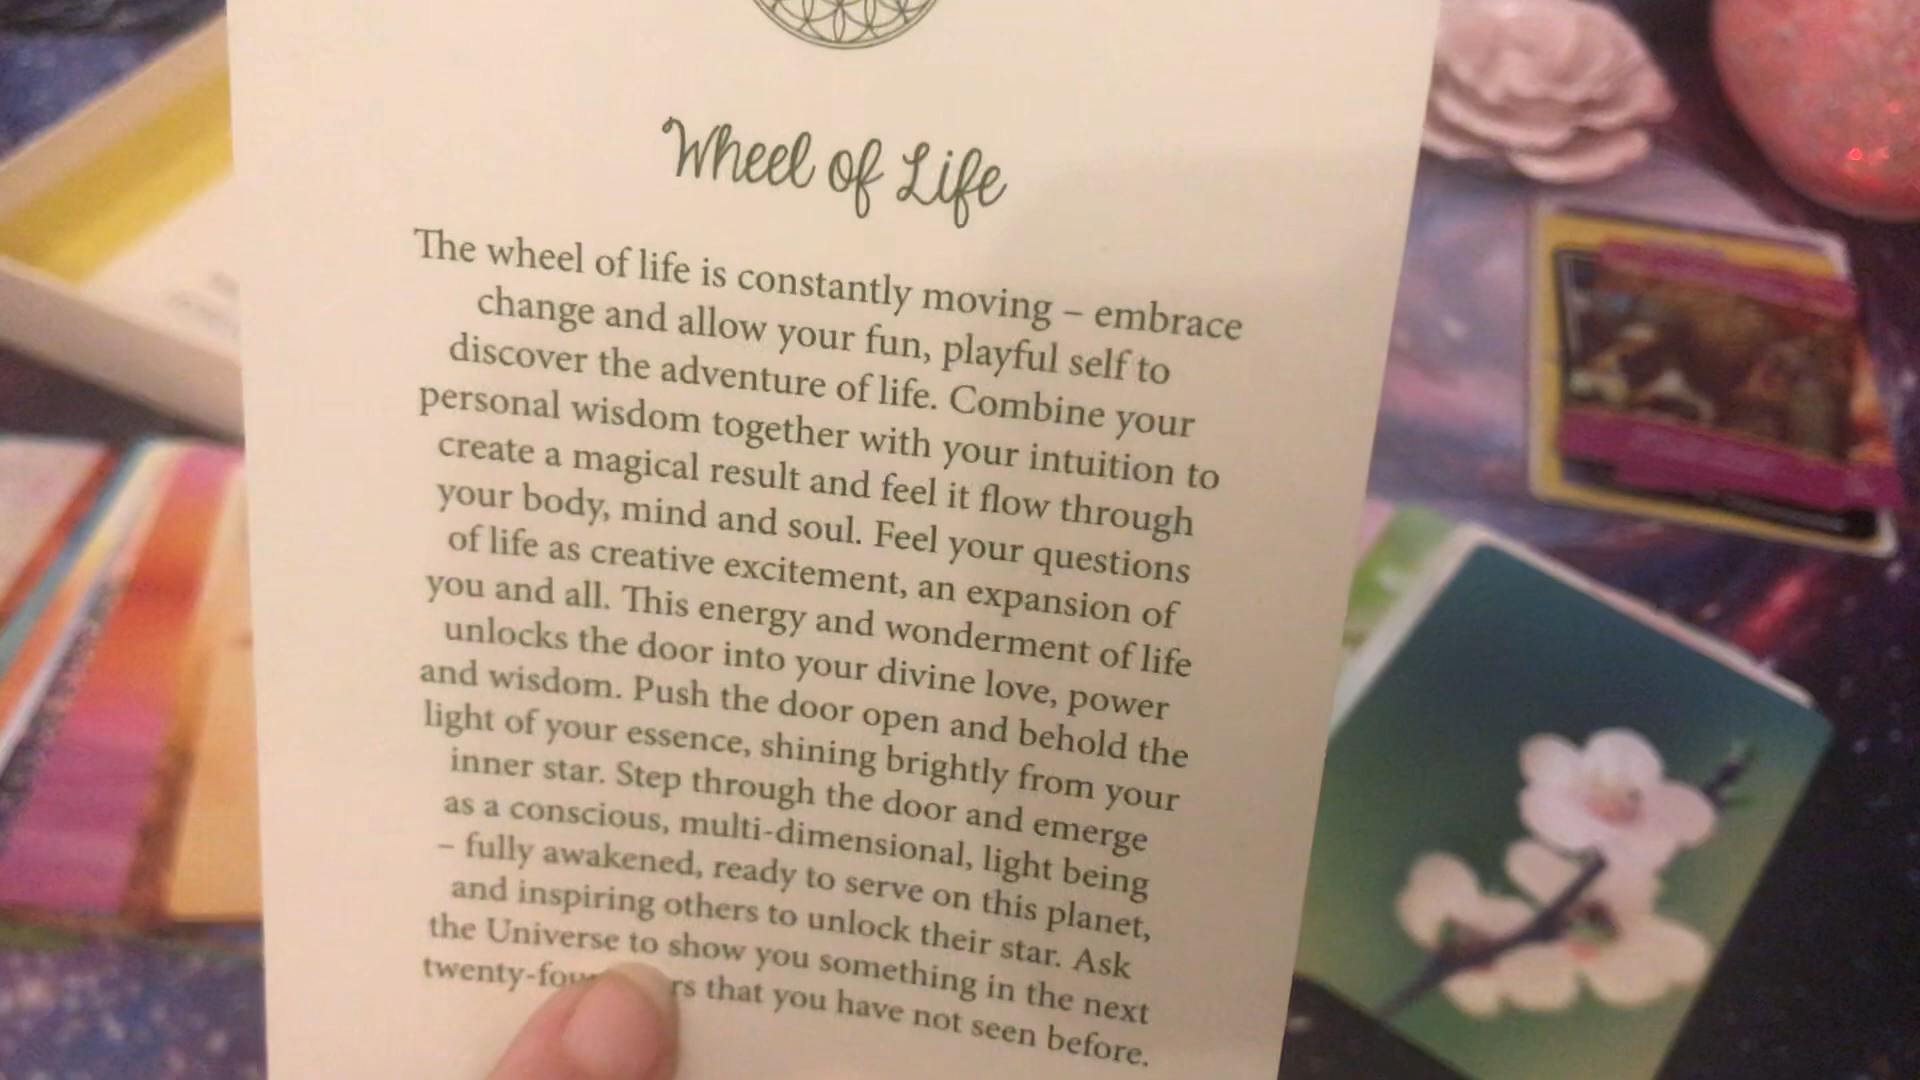 Wheel of Life
The wheel of life is constantly moving – embrace
change and allow your fun, playful self to
discover the adventure of life. Combine your
personal wisdom together with your intuition to
create a magical result and feel it flow through
your body, mind and soul. Feel your questions
of life as creative excitement, an expansion of
you and all. This energy and wonderment of life
unlocks the door into your divine love, power
and wisdom. Push the door open and behold the
light of your essence, shining brightly from your
inner star. Step through the door and emerge
as a conscious, multi-dimensional, light being
– fully awakened, ready to serve on this planet,
and inspiring others to unlock their star. Ask
the Universe to show you something in the next
that you have not seen before.